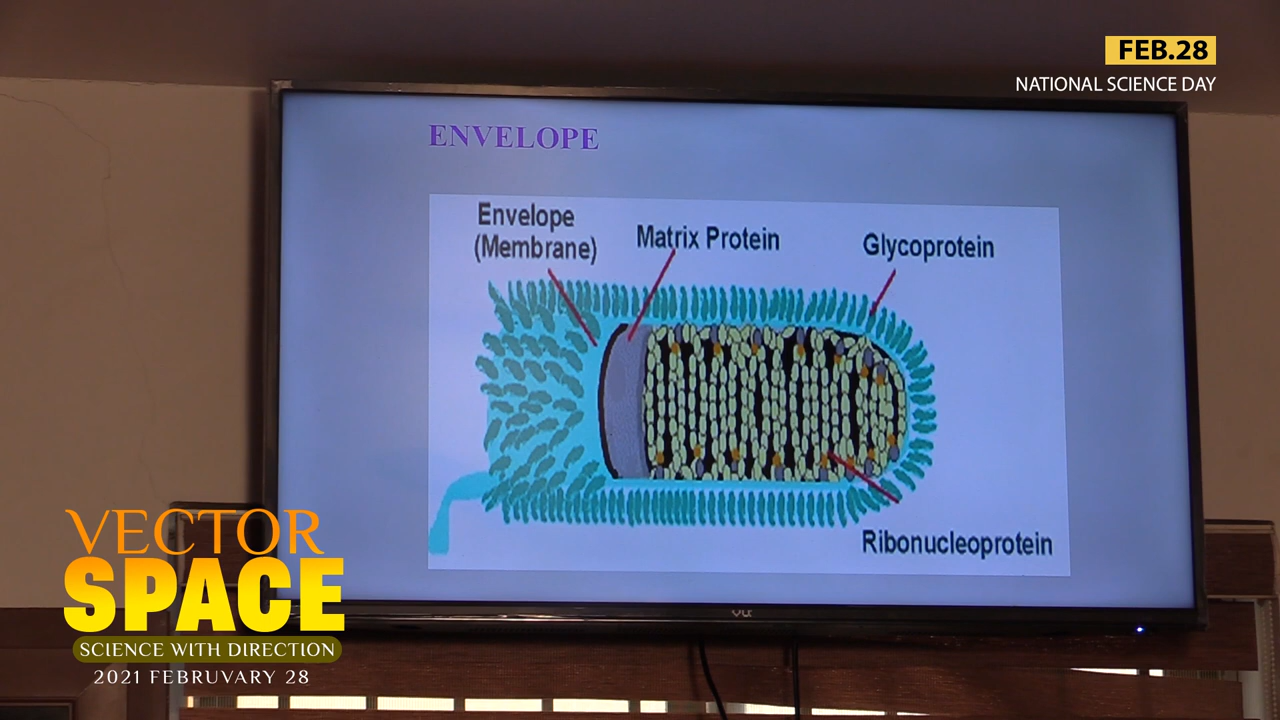 FEB.28
NATIONAL SCIENCE DAY
ENVELOPE
Envelope
(Membrane)
Matrix Protein
Glycoprotein
Ribonucleoprotein
VU
VECTOR
SPACE
SCIENCE WITH DIRECTION
2021 FEBRUVARY 28